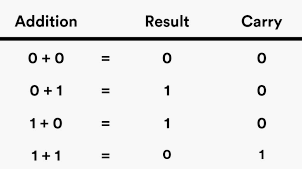 Addition Result Carry
0 + 0 = 0 0
0 + 1 = 1 0
1 + 0 = 1 0
1 + 1 = 0 1